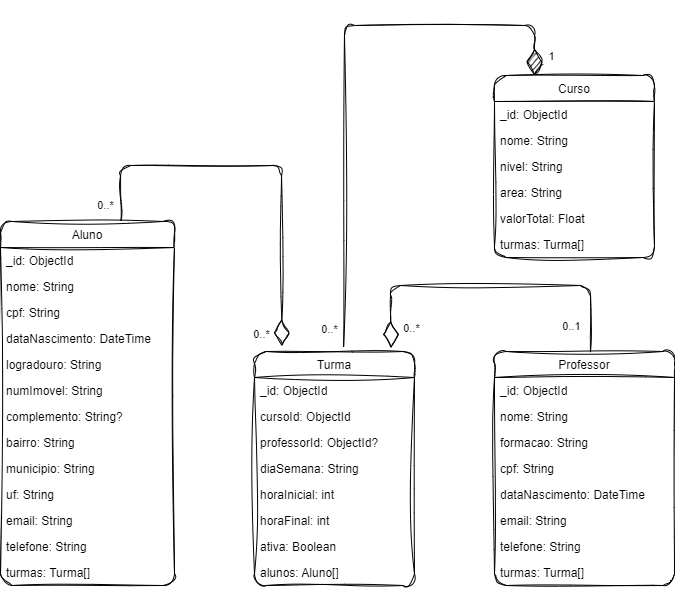 1
Curso
_id: ObjectId
nome: String
nivel: String
area: String
valorTotal: Float
turmas: Turma[]
0..*
Aluno
_id: ObjectId
nome: String
cpf: String
dataNascimento: DateTime
logradouro: String
numImovel: String
complemento: String?
bairro: String
municipio: String
uf: String
email: String
telefone: String
turmas: Turma[]
0..*
0..*
0..*
0..1
Turma
_id: ObjectId
cursoId: ObjectId
professorId: ObjectId?
diaSemana: String
horaInicial: int
horaFinal: int
ativa: Boolean
alunos: Aluno[]
Professor
_id: ObjectId
nome: String
formacao: String
cpf: String
dataNascimento: DateTime
email: String
telefone: String
turmas: Turma[]